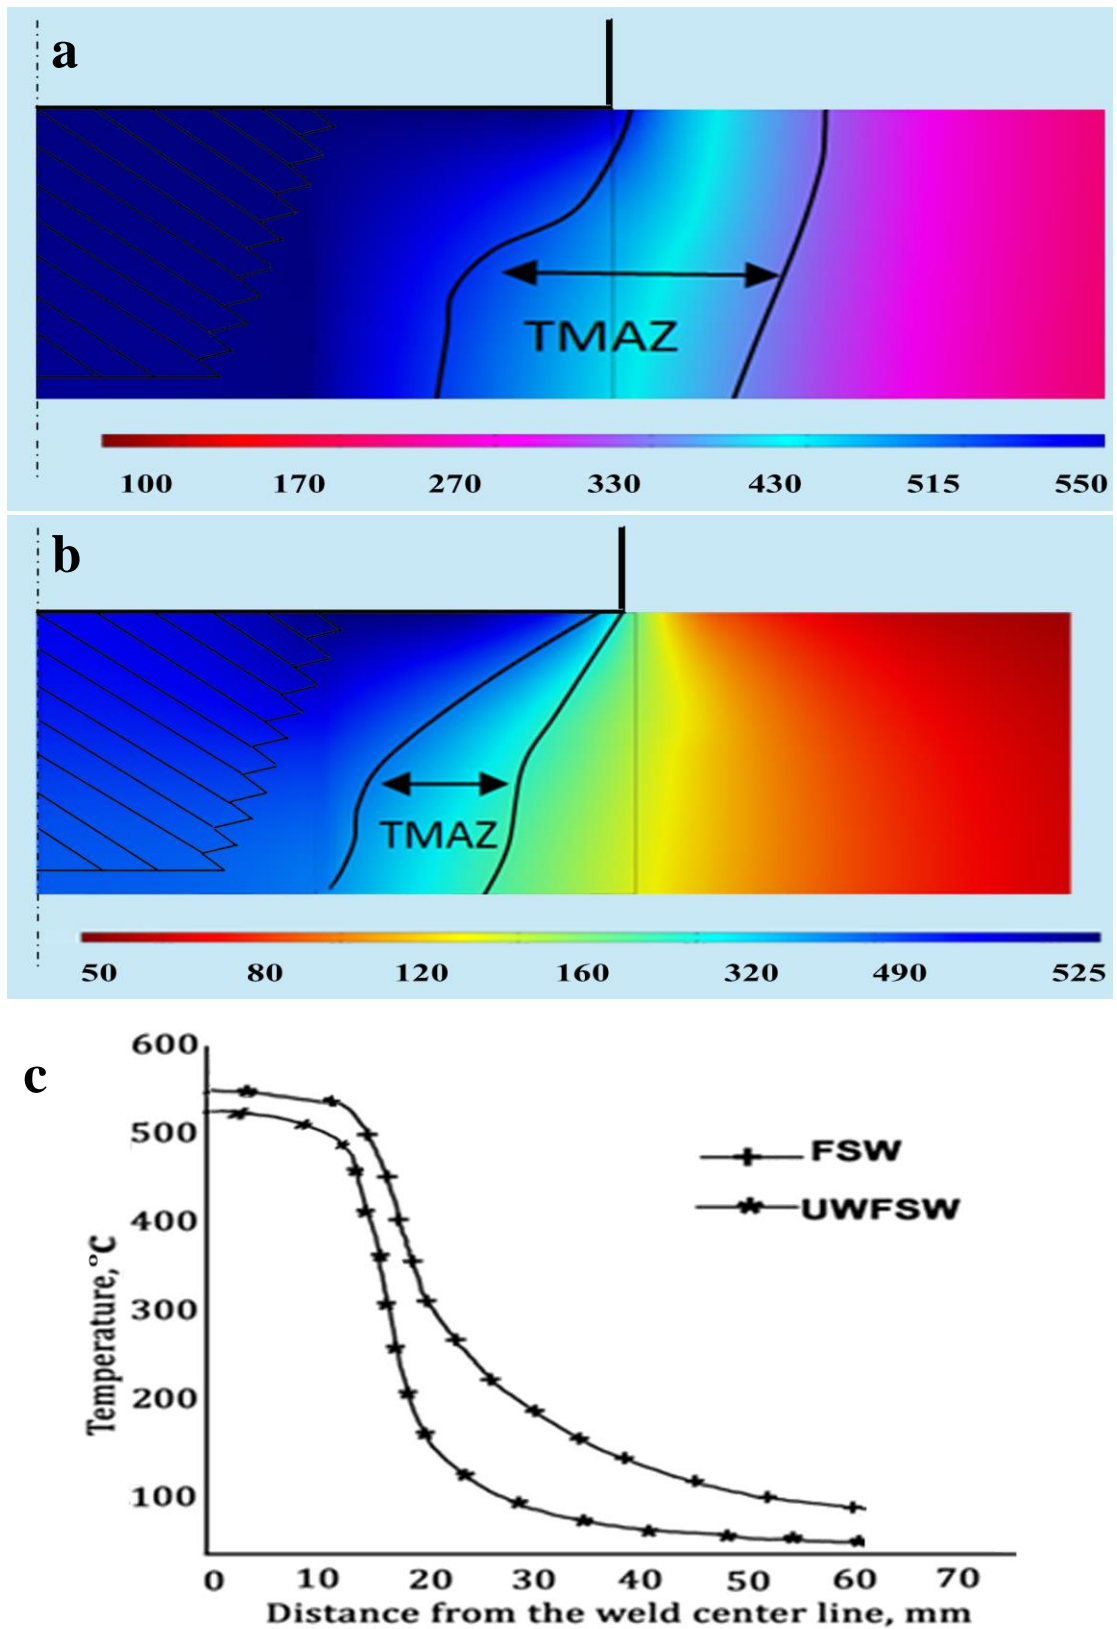 a
TMAZ
100 170 270 330 430 515 550
b
TMAZ
50 80 120 160 320 490 525
c
600
500
400
300
200
100
Temperature,°C
FSW
UWFSW
0 10 20 30 40 50 60 70
Distance from the weld center line, mm